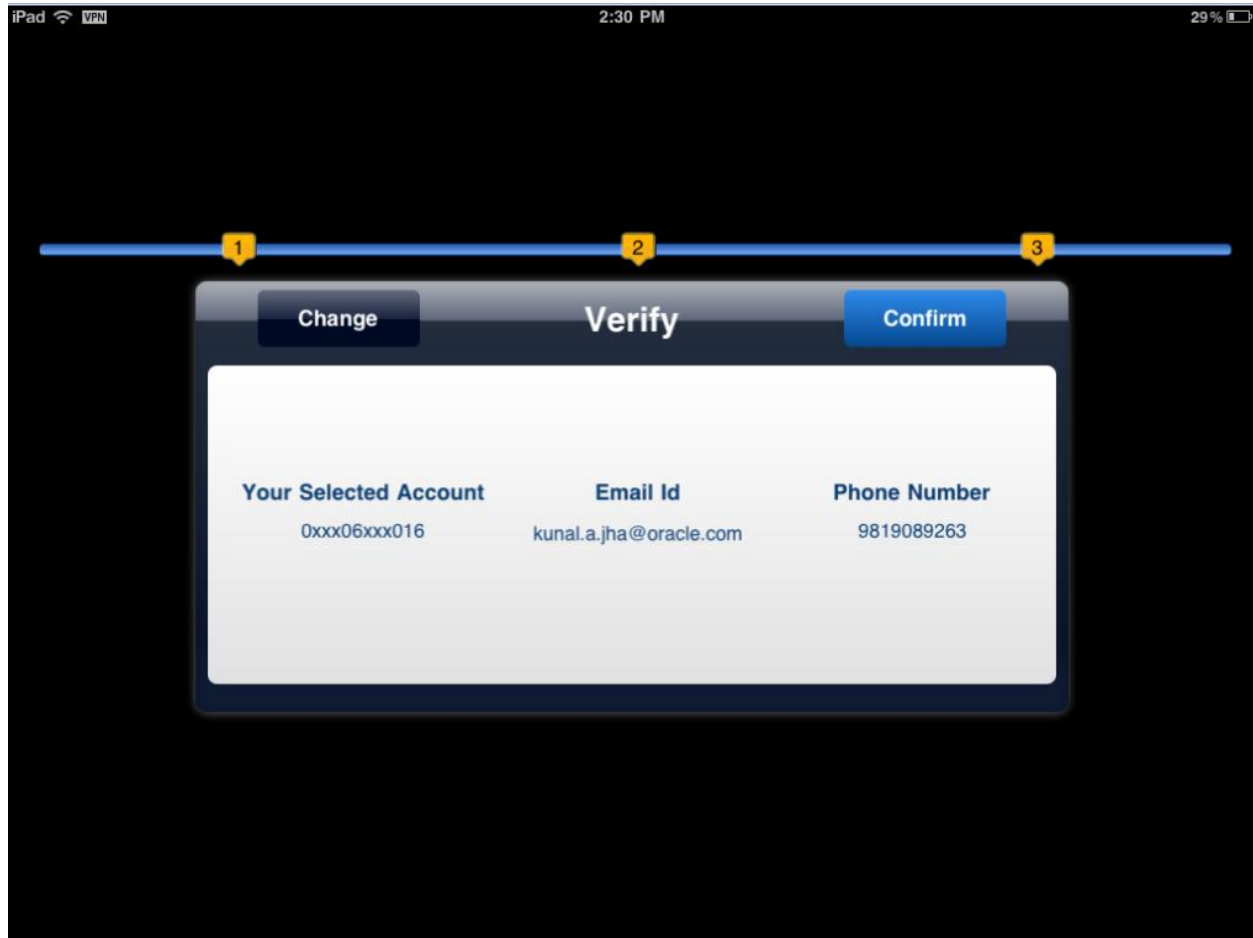 iPad VPN 2:30 PM 29%
1 2 3
Change Verify Confirm
Your Selected Account Email Id Phone Number
0xxx06xxx016 kunal.a.jha@oracle.com 9819089263